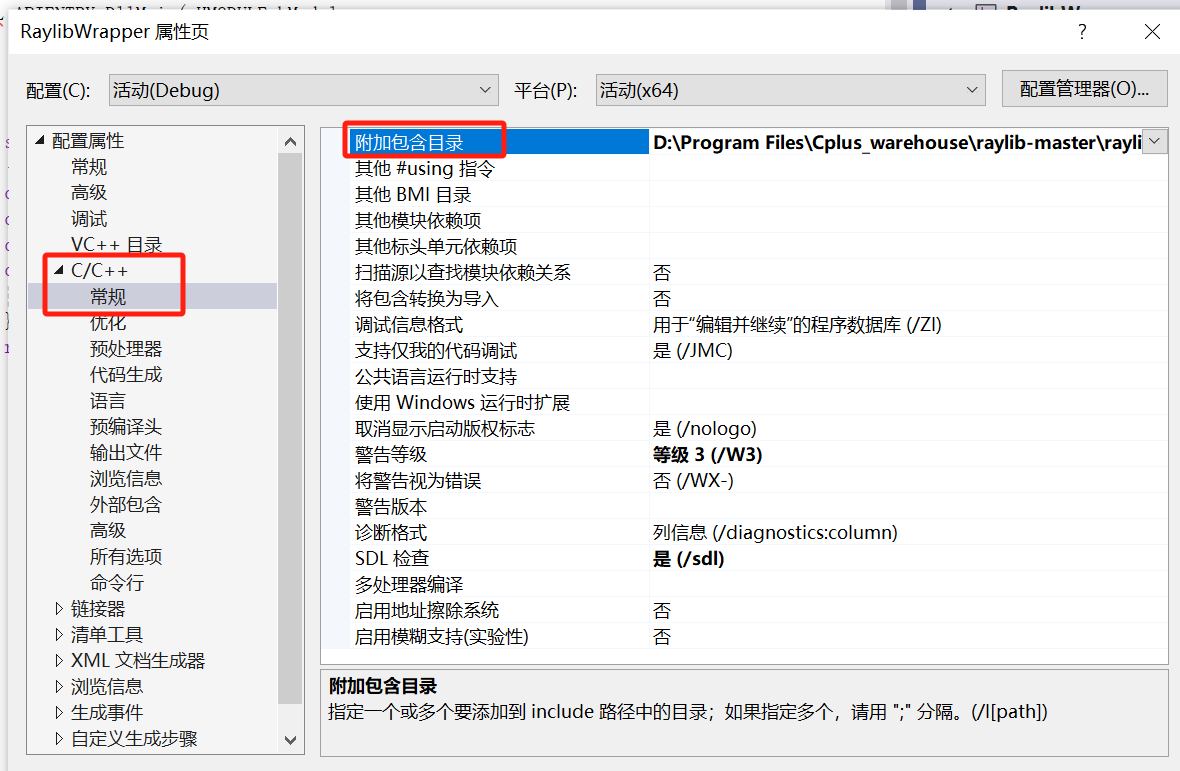 RaylibWrapper 属性页
?
配置(C):
活动(Debug)
平台(P):
活动(x64)
配置管理器(O)...
配置属性
常规
高级
调试
VC++ 目录
C/C++
常规
优化
预处理器
代码生成
语言
预编译头
输出文件
浏览信息
外部包含
高级
所有选项
命令行
链接器
清单工具
XML 文档生成器
浏览信息
生成事件
自定义生成步骤
附加包含目录 D:\Program Files\Cplus_warehouse\raylib-master\rayli
其他 #using 指令
其他 BMI 目录
其他模块依赖项
其他标头单元依赖项
扫描源以查找模块依赖关系 否
将包含转换为导入 否
调试信息格式 用于“编辑并继续”的程序数据库 (/ZI)
支持仅我的代码调试 是 (/JMC)
公共语言运行时支持
使用 Windows 运行时扩展
取消显示启动版权标志 是 (/nologo)
警告等级 等级 3 (/W3)
将警告视为错误 否 (/WX-)
警告版本
诊断格式 列信息 (/diagnostics:column)
SDL 检查 是 (/sdl)
多处理器编译
启用地址擦除系统 否
启用模糊支持(实验性) 否
附加包含目录
指定一个或多个要添加到 include 路径中的目录；如果指定多个，请用 ";" 分隔。(/I[path])